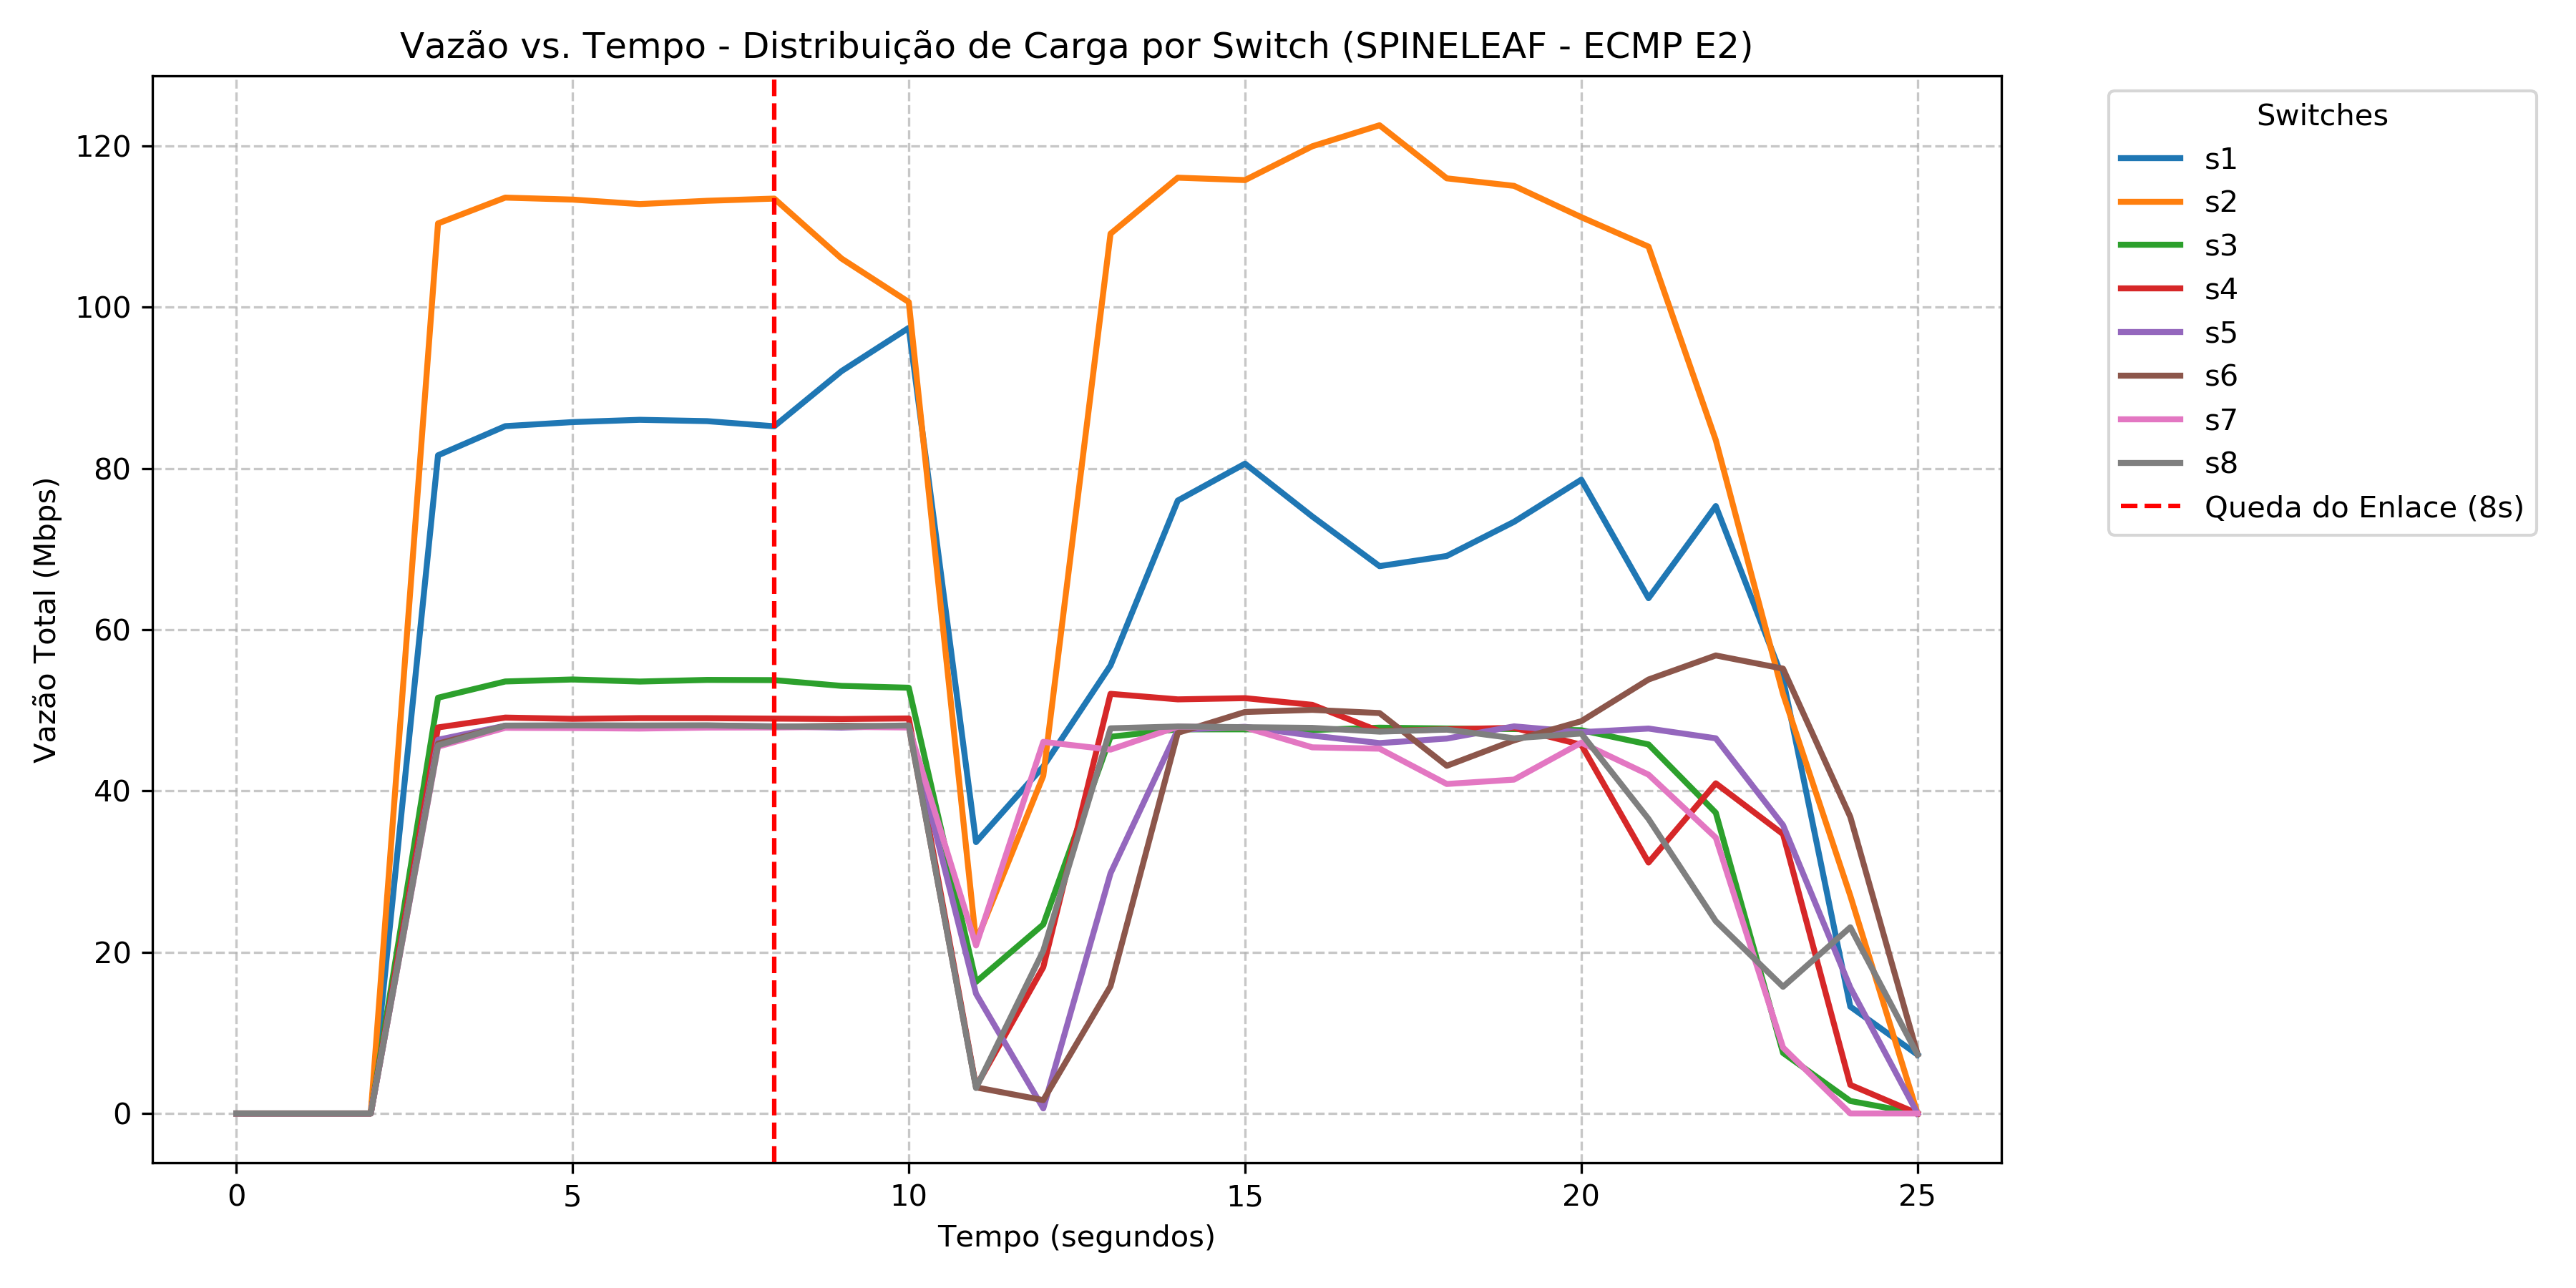 Vazão vs. Tempo - Distribuição de Carga por Switch (SPINELEAF - ECMP E2)
Vazão Total (Mbps)
120
100
80
60
40
20
0
0 5 10 15 20 25
Tempo (segundos)
Switches
s1
s2
s3
s4
s5
s6
s7
s8
Queda do Enlace (8s)